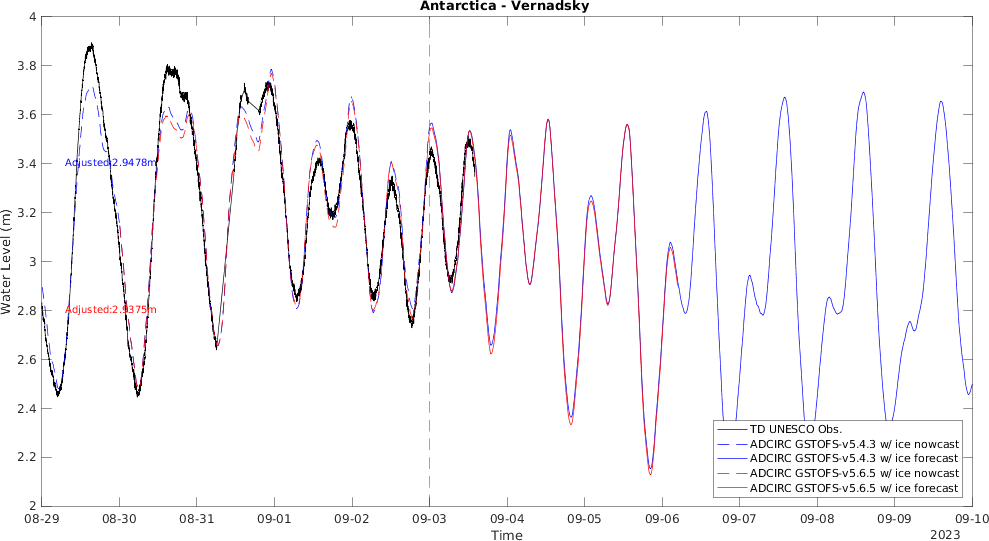 Antarctica - Vernadsky
4
3.8
3.6
3.4
3.2
3
2.8
2.6
2.4
2.2
2
Water Level (m)
Adjusted:2.9478m
Adjusted:2.9375m
TD UNESCO Obs.
ADCIRC GSTOFS-v5.4.3 w/ ice nowcast
ADCIRC GSTOFS-v5.4.3 w/ ice forecast
ADCIRC GSTOFS-v5.6.5 w/ ice nowcast
ADCIRC GSTOFS-v5.6.5 w/ ice forecast
08-29 08-30 08-31 09-01 09-02 09-03 09-04 09-05 09-06 09-07 09-08 09-09 09-10
Time
2023